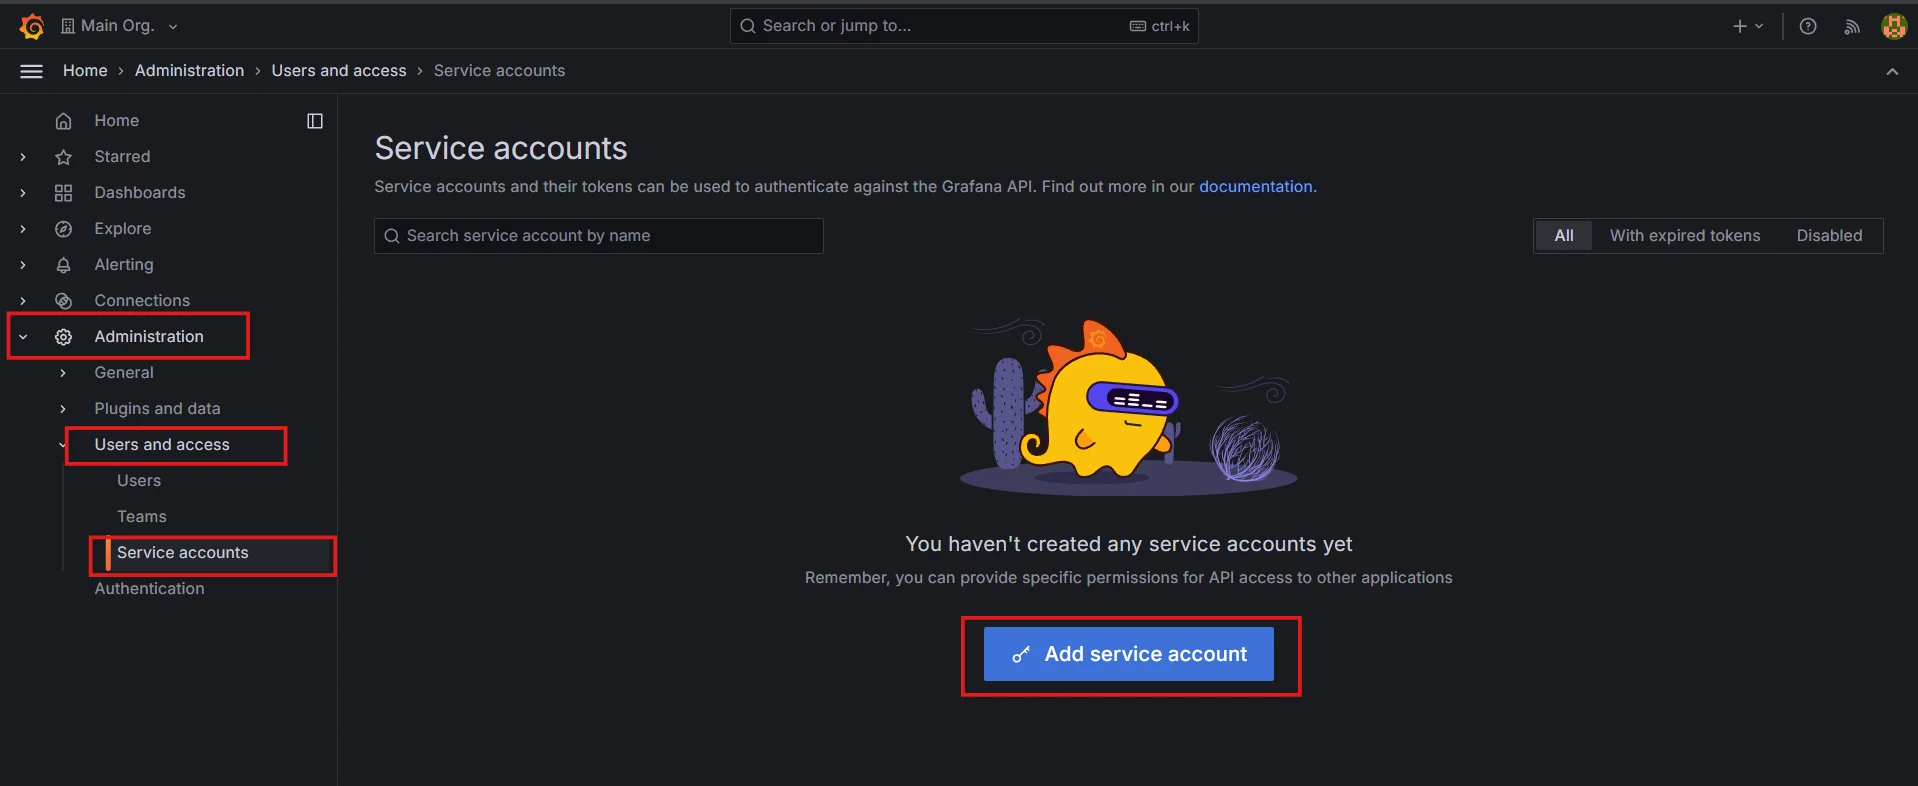 Main Org.
Search or jump to...
ctrl+k
Home › Administration › Users and access › Service accounts
Home
Starred
Dashboards
Explore
Alerting
Connections
Administration
General
Plugins and data
Users and access
Users
Teams
Service accounts
Authentication
Service accounts
Service accounts and their tokens can be used to authenticate against the Grafana API. Find out more in our documentation.
Search service account by name
All With expired tokens Disabled
You haven't created any service accounts yet
Remember, you can provide specific permissions for API access to other applications
Add service account